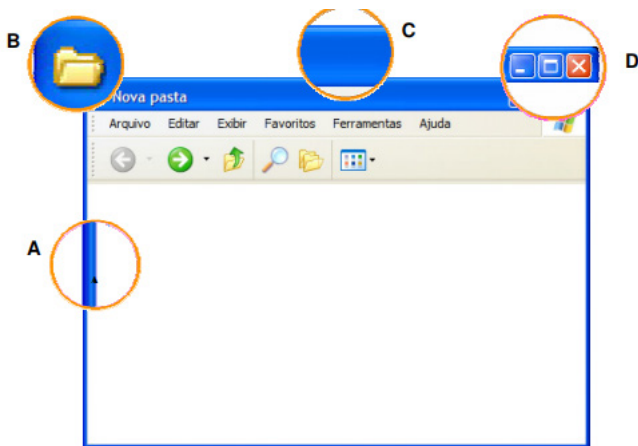 B
C
D
Nova pasta
Arquivo Editar Exibir Favoritos Ferramentas Ajuda
A